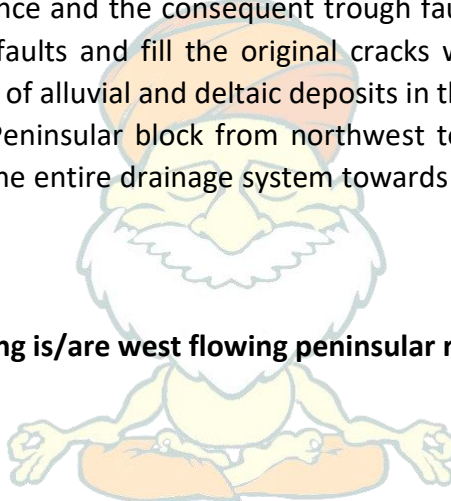 nce and the consequent trough fau
faults and fill the original cracks w
of alluvial and deltaic deposits in th
Peninsular block from northwest to
ne entire drainage system towards
ng is/are west flowing peninsular r